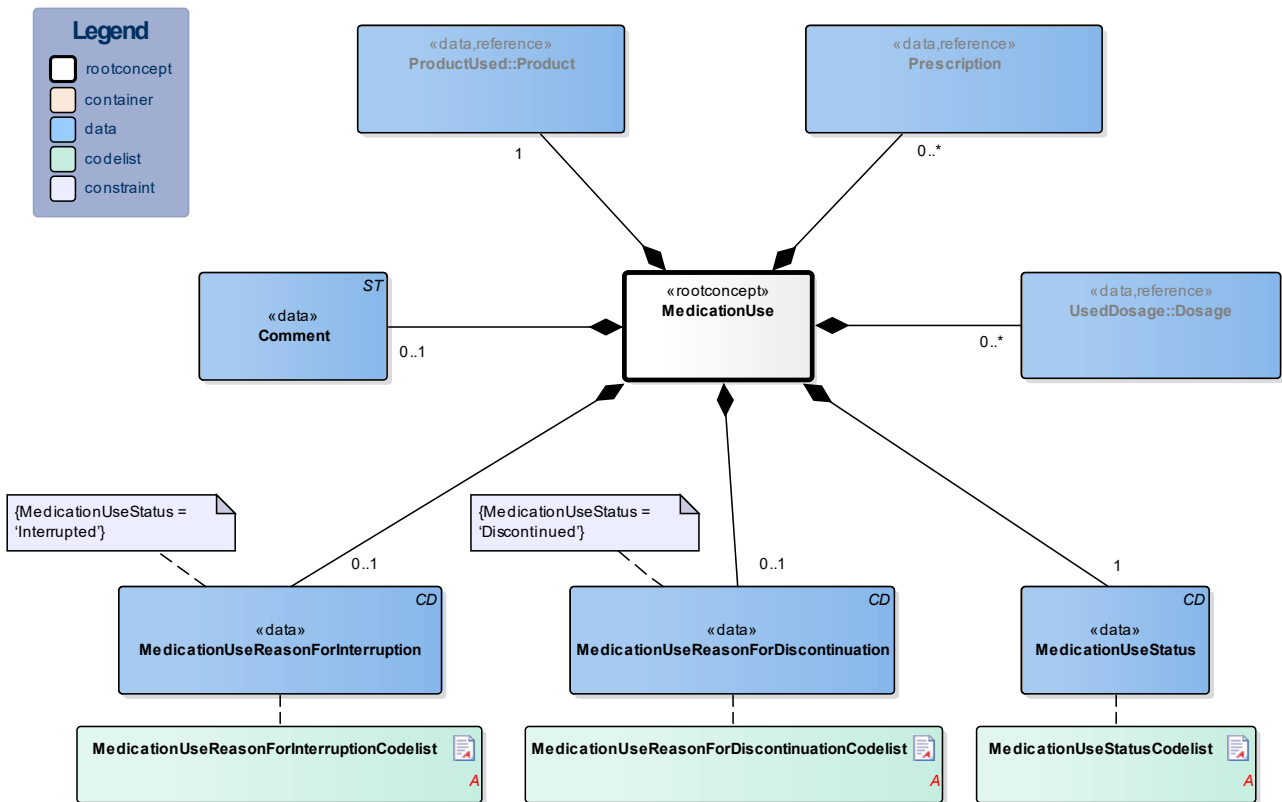 Legend
rootconcept
container
data
codelist
constraint
«data,reference»
ProductUsed::Product
«data,reference»
Prescription
1
0..*
ST
«data»
Comment
0..1
«rootconcept»
MedicationUse
«data,reference»
UsedDosage::Dosage
0..*
{MedicationUseStatus =
‘Interrupted’}
{MedicationUseStatus =
‘Discontinued’}
0..1
0..1
1
CD
«data»
MedicationUseReasonForInterruption
CD
«data»
MedicationUseReasonForDiscontinuation
CD
«data»
MedicationUseStatus
MedicationUseReasonForInterruptionCodelist
A
MedicationUseReasonForDiscontinuationCodelist
A
MedicationUseStatusCodelist
A